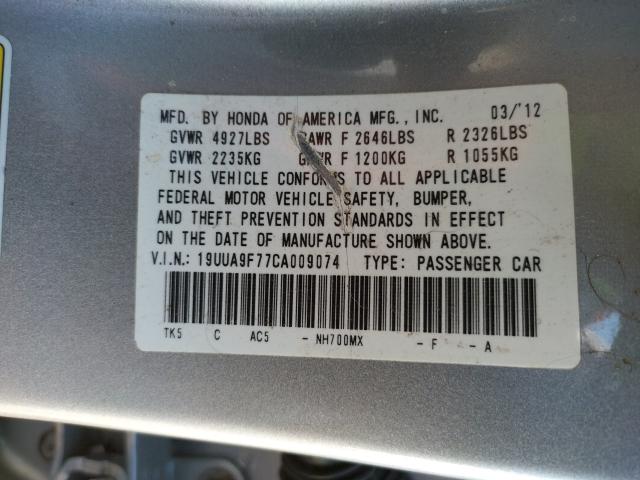 MFD. BY HONDA OF AMERICA MFG., INC. 03/'12
GVWR 4927LBS GAWR F 2646LBS R 2326LBS
GVWR 2235KG GAWR F 1200KG R 1055KG
THIS VEHICLE CONFORMS TO ALL APPLICABLE
FEDERAL MOTOR VEHICLE SAFETY, BUMPER,
AND THEFT PREVENTION STANDARDS IN EFFECT
ON THE DATE OF MANUFACTURE SHOWN ABOVE.
V.I.N.: 19UUA9F77CA009074 TYPE: PASSENGER CAR
TK5 C AC5 - NH700MX - F - A